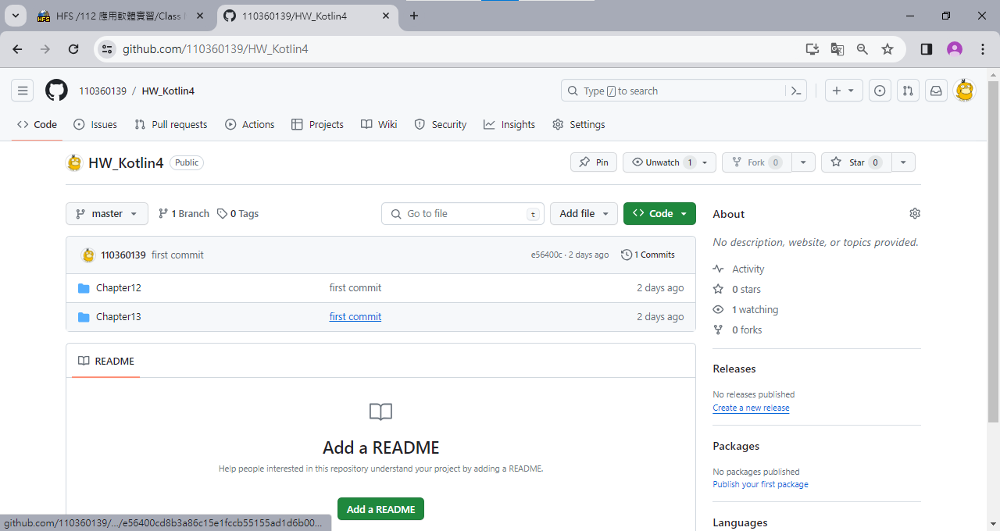 HFS /112 應用軟體實習/Class
110360139/HW_Kotlin4
github.com/110360139/HW_Kotlin4
110360139 / HW_Kotlin4
Type / to search
Code Issues Pull requests Actions Projects Wiki Security Insights Settings
HW_Kotlin4 Public
Pin Unwatch 1 Fork 0 Star 0
master 1 Branch 0 Tags
Go to file t Add file Code
110360139 first commit e56400c · 2 days ago 1 Commits
Chapter12 first commit 2 days ago
Chapter13 first commit 2 days ago
README
Add a README
Help people interested in this repository understand your project by adding a README.
Add a README
About
No description, website, or topics provided.
Activity
0 stars
1 watching
0 forks
Releases
No releases published
Create a new release
Packages
No packages published
Publish your first package
Languages
github.com/110360139/.../e56400cd8b3a86c15e1fccb55155ad1d6b00...